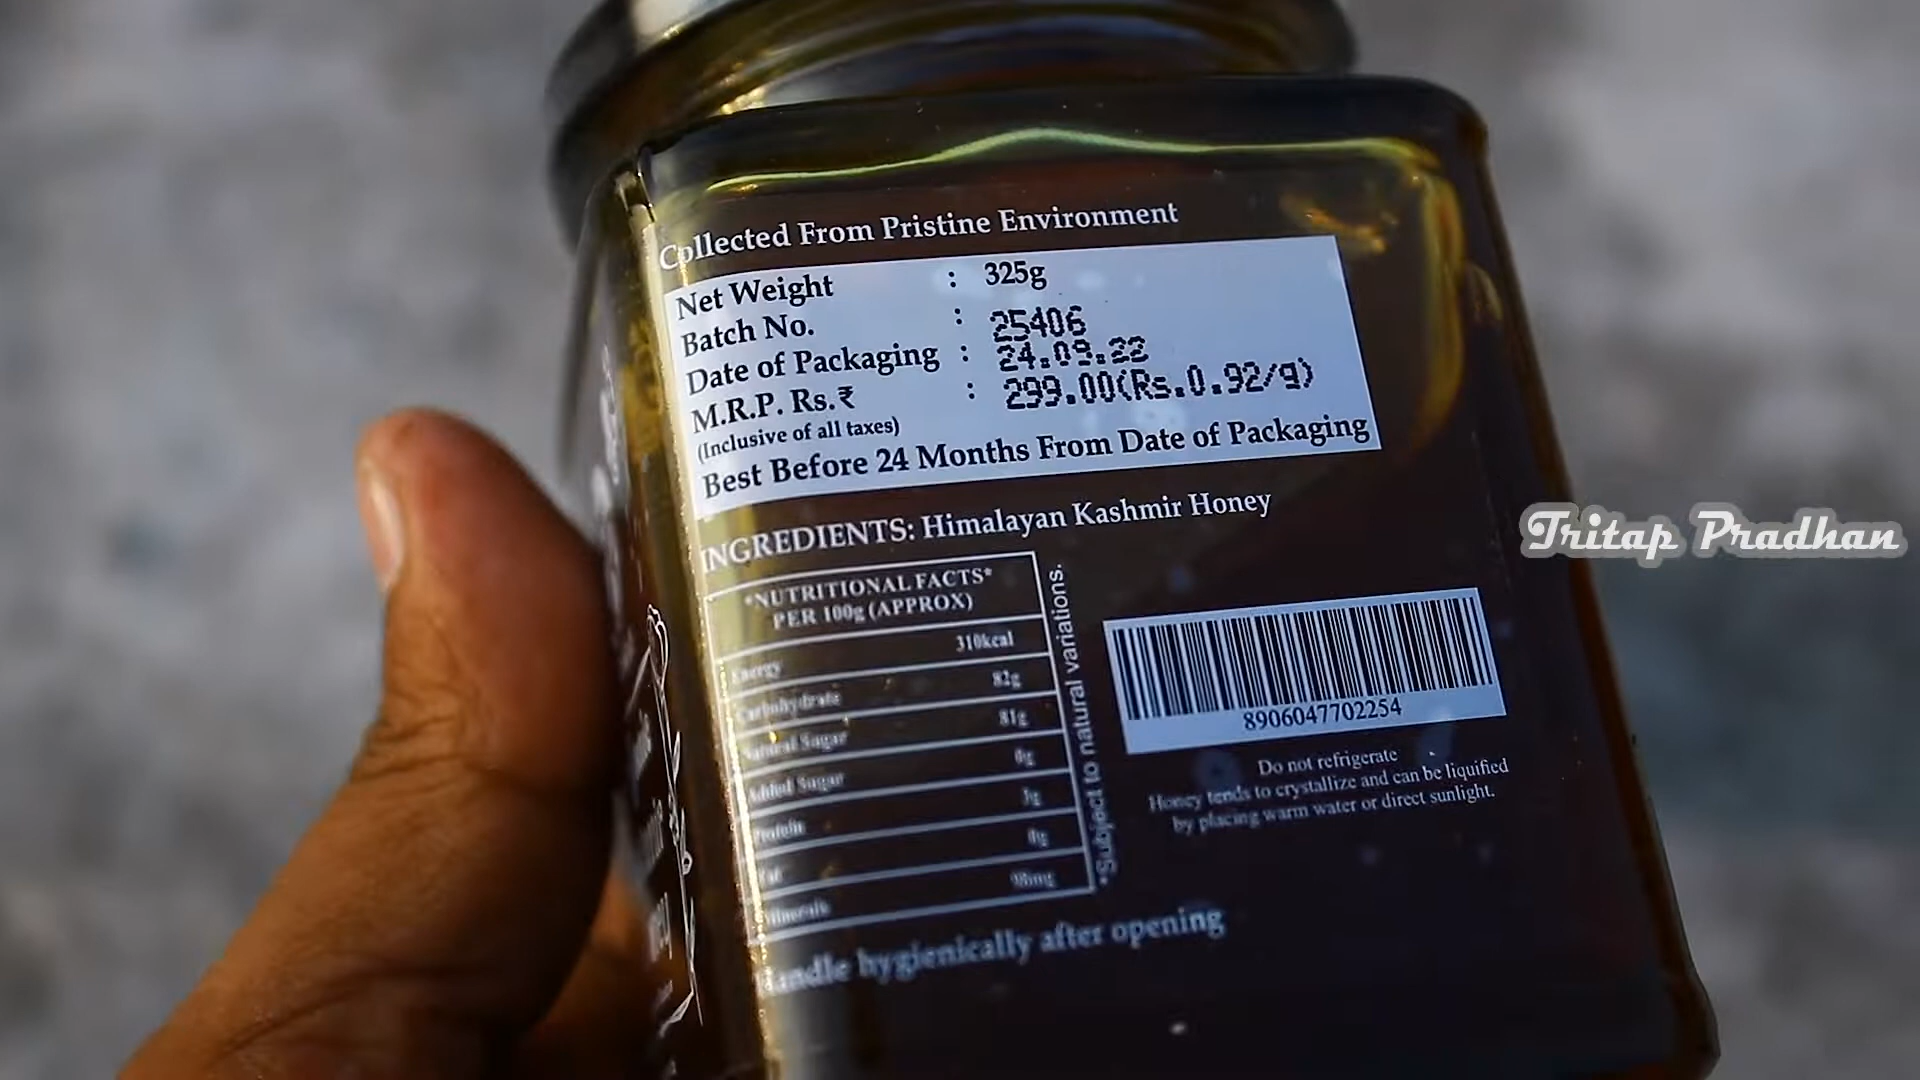 Collected From Pristine Environment
Net Weight : 325g
Batch No. : 25406
Date of Packaging : 24.09.22
M.R.P. Rs.₹ : 299.00(Rs.0.92/g)
(Inclusive of all taxes)
Best Before 24 Months From Date of Packaging
INGREDIENTS: Himalayan Kashmir Honey
*NUTRITIONAL FACTS*
PER 100g (APPROX)
Energy 310kcal
Carbohydrate 82g
Natural Sugar 81g
Added Sugar 0g
Protein
Fat 0g
Minerals
*Subject to natural variations.
8906047702254
Do not refrigerate
Honey tends to crystallize and can be liquified
by placing warm water or direct sunlight.
Handle hygienically after opening
Tritap Pradhan